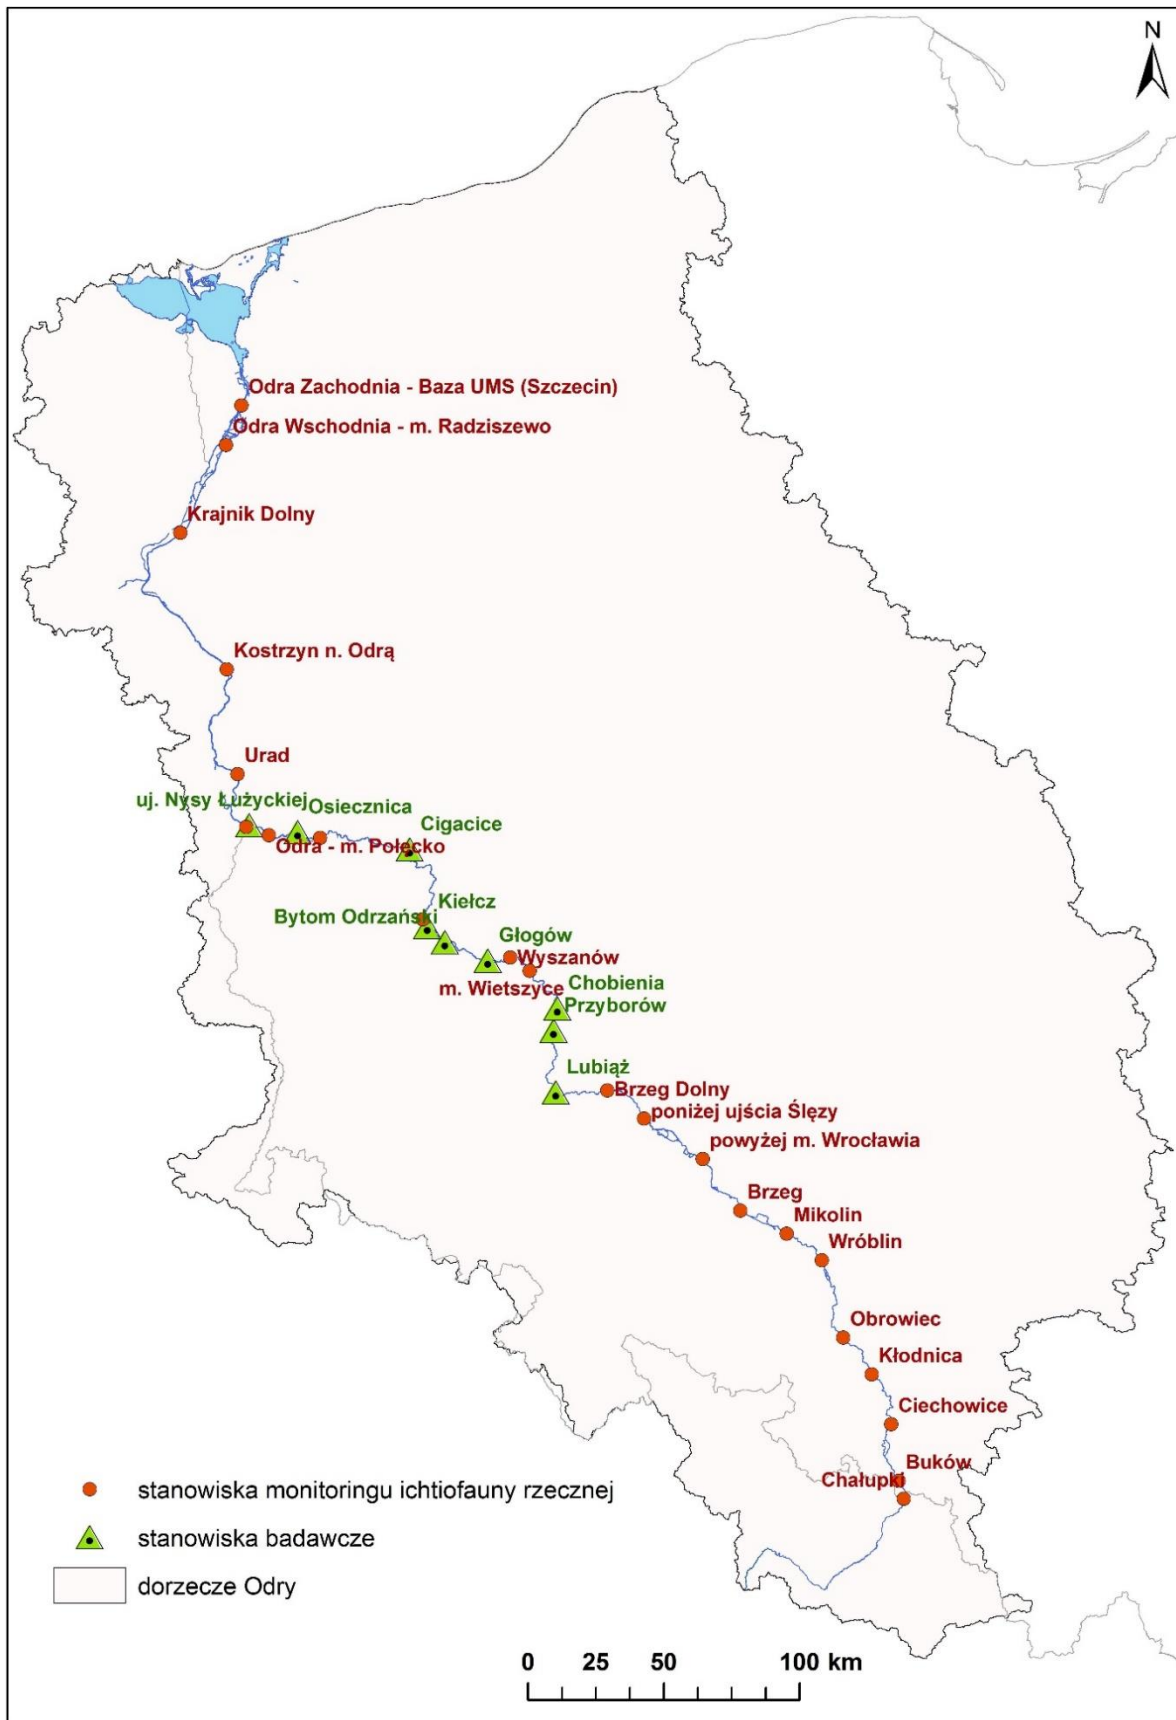 N
Odra Zachodnia - Baza UMS (Szczecin)
Odra Wschodnia - m. Radziszewo
Krajnik Dolny
Kostrzyn n. Odrą
Urad
uj. Nysy Łużyckiej
Osiecznica
Cigacice
Odra - m. Połęcko
Kiełcz
Bytom Odrzański
Głogów
Wyszanów
m. Wietszyce
Chobienia
Przyborów
Lubiąż
Brzeg Dolny
poniżej ujścia Ślęzy
powyżej m. Wrocławia
Brzeg
Mikolin
Wróblin
Obrowiec
Kłodnica
Ciechowice
Buków
Chałupki
stanowiska monitoringu ichtiofauny rzecznej
stanowiska badawcze
dorzecze Odry
0 25 50 100 km